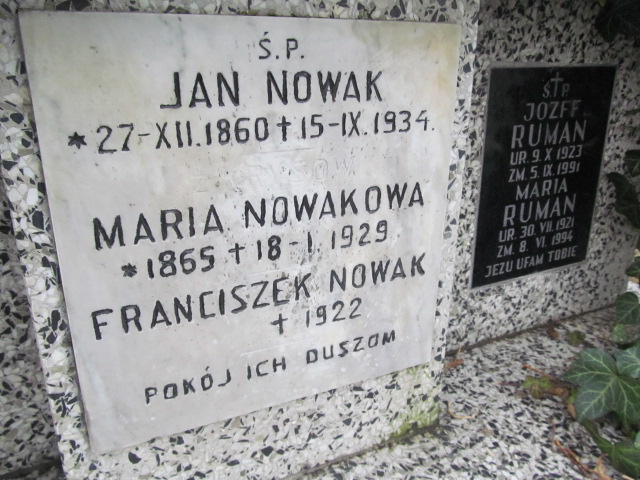 Ś.P.
JAN NOWAK
*27-XII.1860 † 15-IX.1934.
MARIA NOWAKOWA
*1865 † 18-I.1929
FRANCISZEK NOWAK
† 1922
POKÓJ ICH DUSZOM
Ś†P
JÓZEF
RUMAN
UR. 9.X 1923
ZM. 5.IX.1991
MARIA
RUMAN
UR. 30.VII.1921
ZM. 8.VI.1994
JEZU UFAM TOBIE